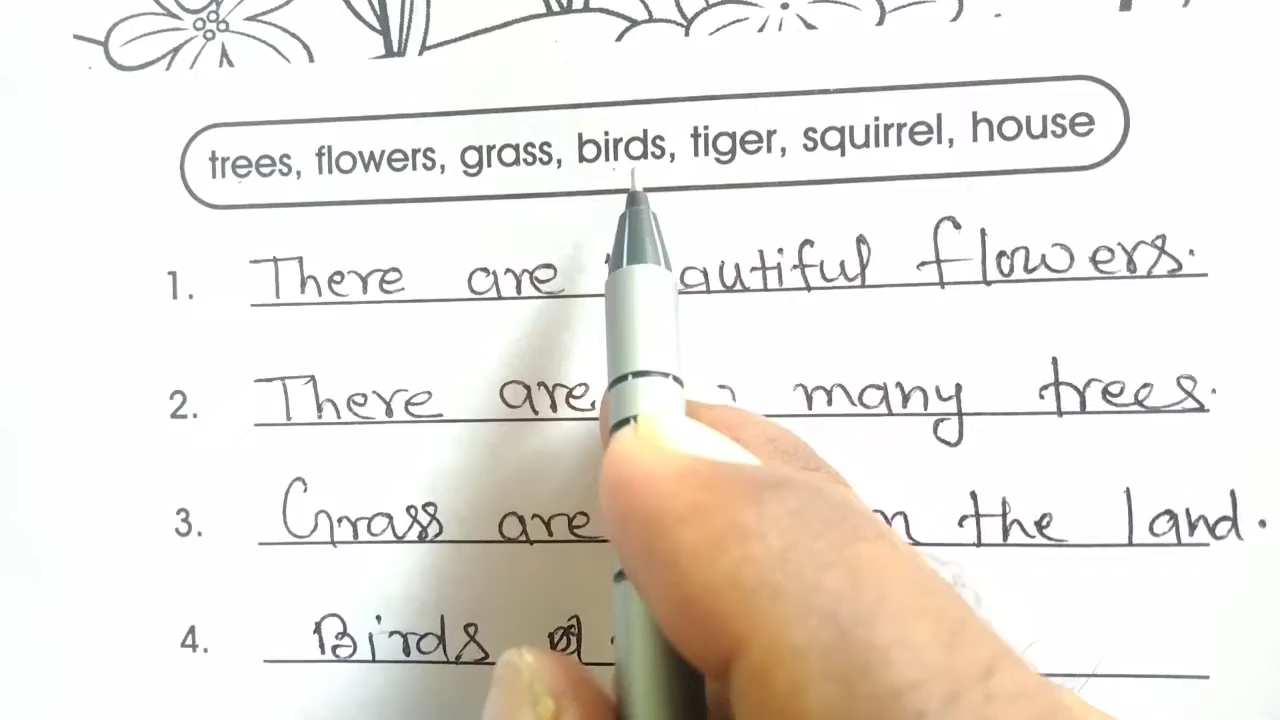 trees, flowers, grass, birds, tiger, squirrel, house
1. There are autiful flowers.
2. There are many trees.
3. Grass are the land.
4. Birds